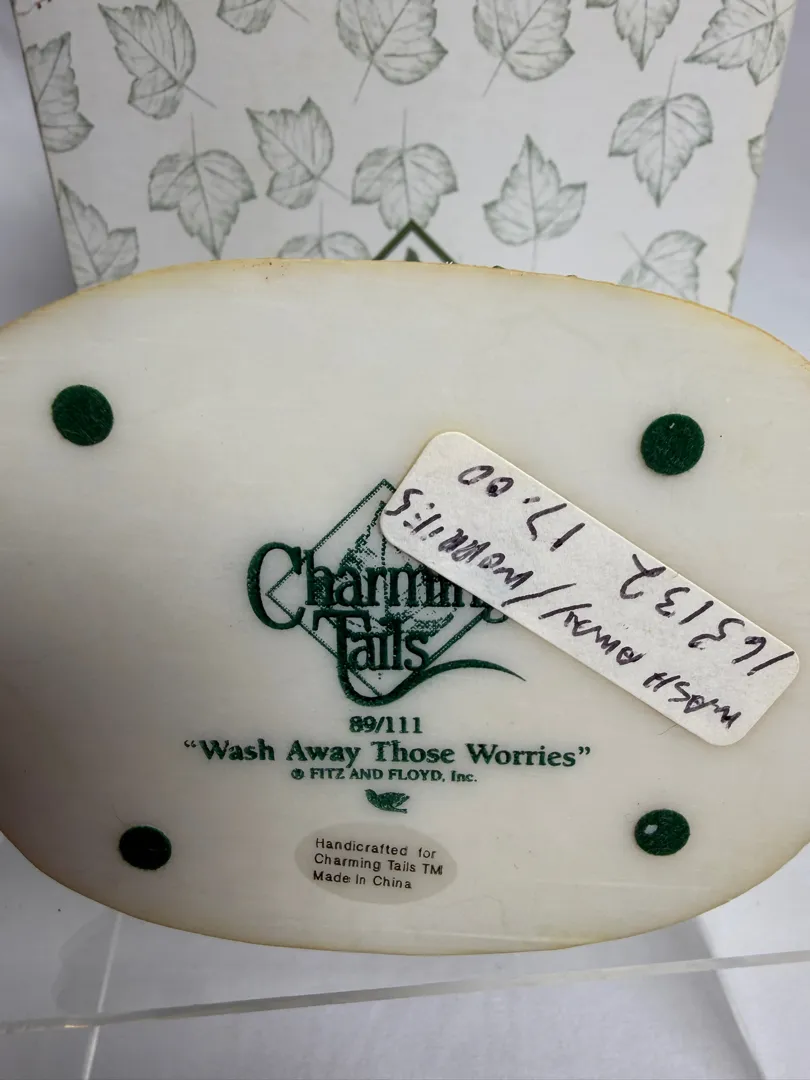 Charming
Tails
89/111
“Wash Away Those Worries”
© FITZ AND FLOYD, Inc.
Handicrafted for
Charming Tails TM
Made In China
WASH AWAY/WORRIES
163132 17.00